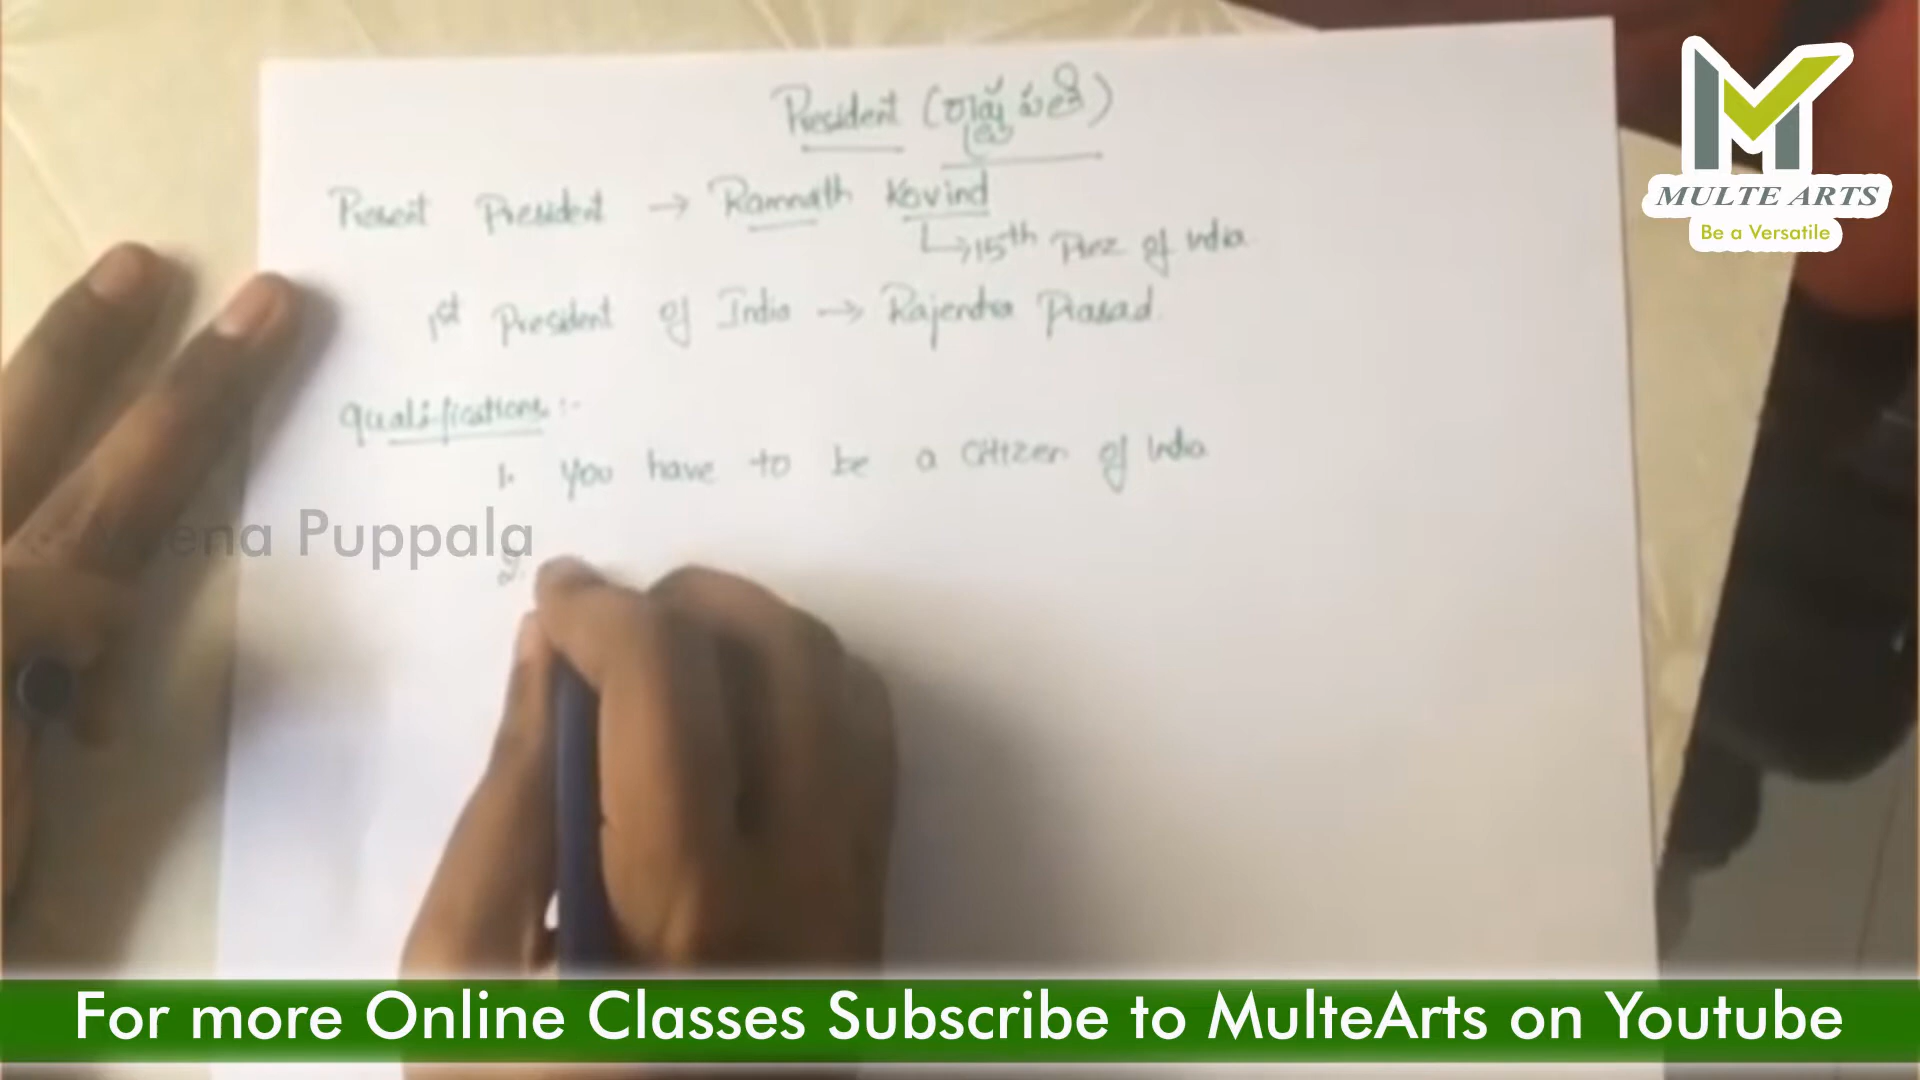 President (రాష్ట్రపతి)
Present President → Ramnath Kovind
↳ 15th Prez of India
1st President of India → Rajendra Prasad.
Qualifications :-
1. You have to be a Citizen of India
2.
Puppala
MULTE ARTS
Be a Versatile
For more Online Classes Subscribe to MulteArts on Youtube